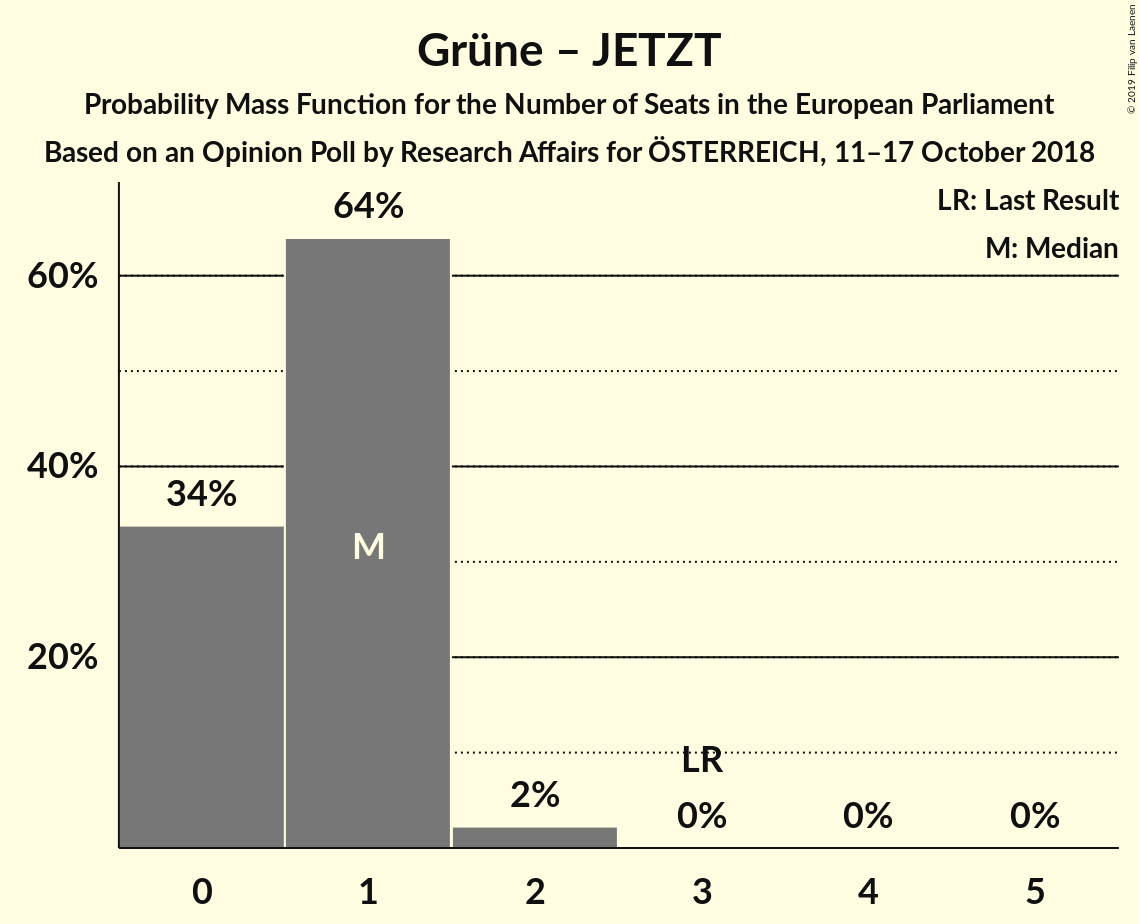 Grüne – JETZT
Probability Mass Function for the Number of Seats in the European Parliament
Based on an Opinion Poll by Research Affairs for ÖSTERREICH, 11–17 October 2018
© 2019 Filip van Laenen
LR: Last Result
M: Median
64%
60%
40%
34%
M
20%
LR
2%
0%
0%
0%
0
1
2
3
4
5